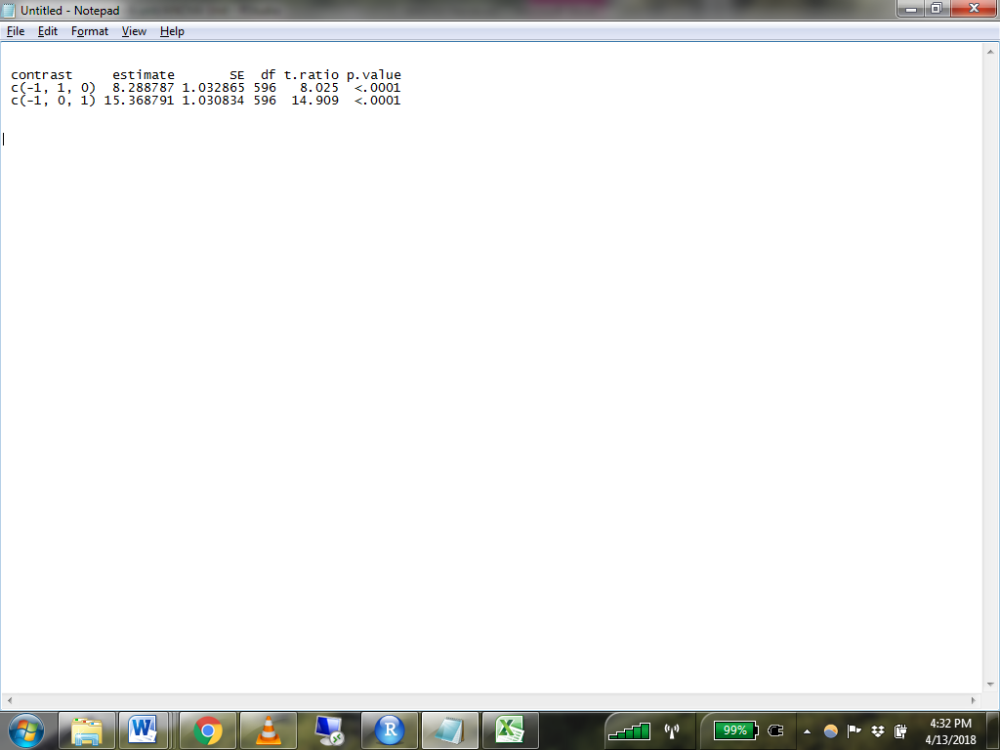 Untitled - Notepad
File Edit Format View Help
contrast estimate SE df t.ratio p.value
c(-1, 1, 0) 8.288787 1.032865 596 8.025 <.0001
c(-1, 0, 1) 15.368791 1.030834 596 14.909 <.0001
99%
4:32 PM
4/13/2018